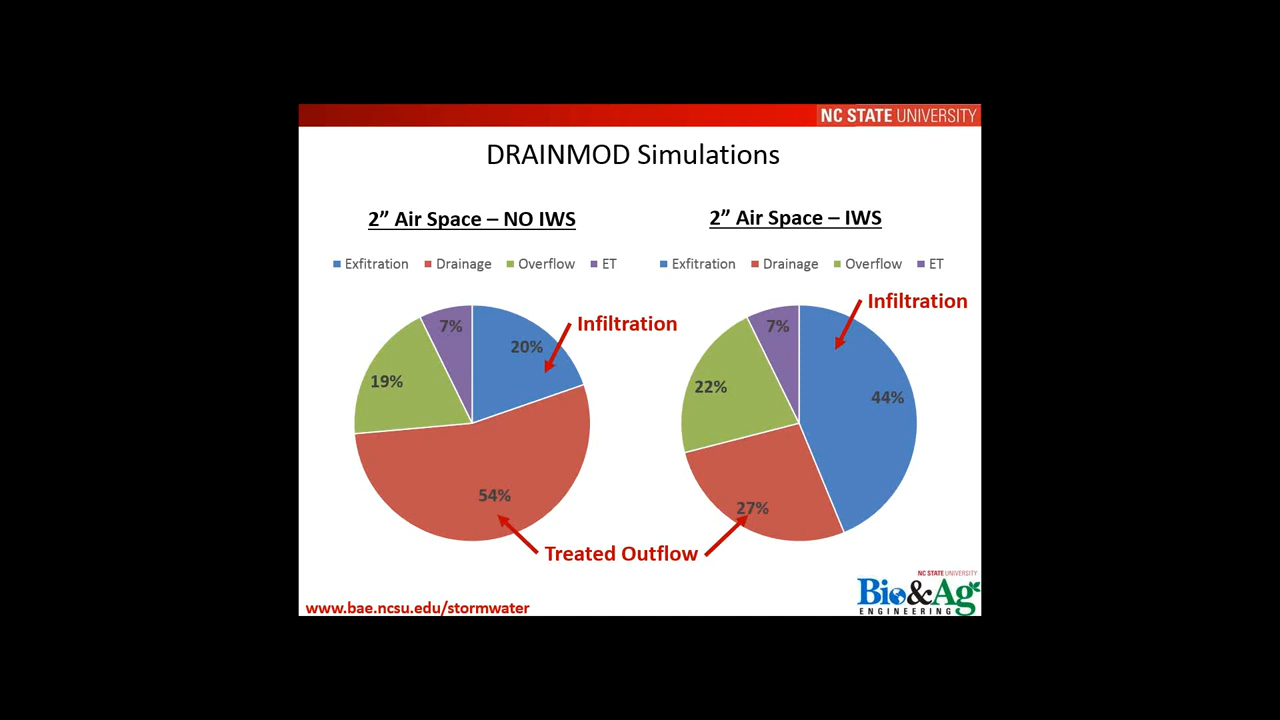 NC STATE UNIVERSITY
DRAINMOD Simulations
2” Air Space – NO IWS
2” Air Space – IWS
Exfitration Drainage Overflow ET
Exfitration Drainage Overflow ET
Infiltration
Infiltration
7%
20%
19%
54%
7%
44%
22%
27%
Treated Outflow
NC STATE UNIVERSITY
Bio&Ag
ENGINEERING
www.bae.ncsu.edu/stormwater